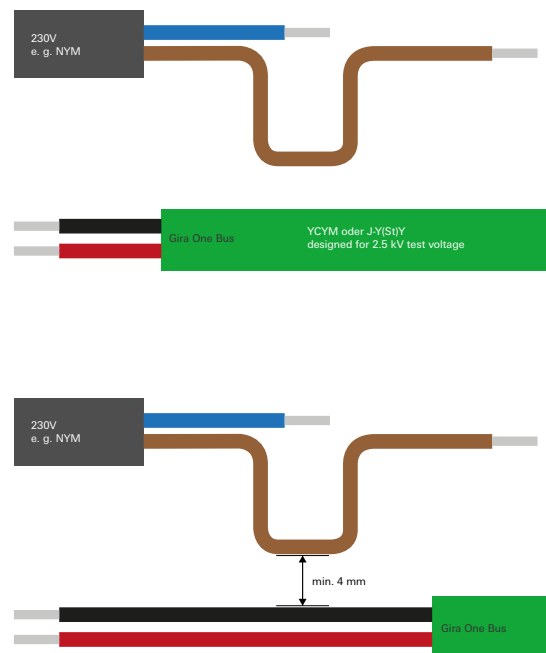 230V
e. g. NYM
Gira One Bus
YCYM oder J-Y(St)Y
designed for 2.5 kV test voltage
230V
e. g. NYM
min. 4 mm
Gira One Bus